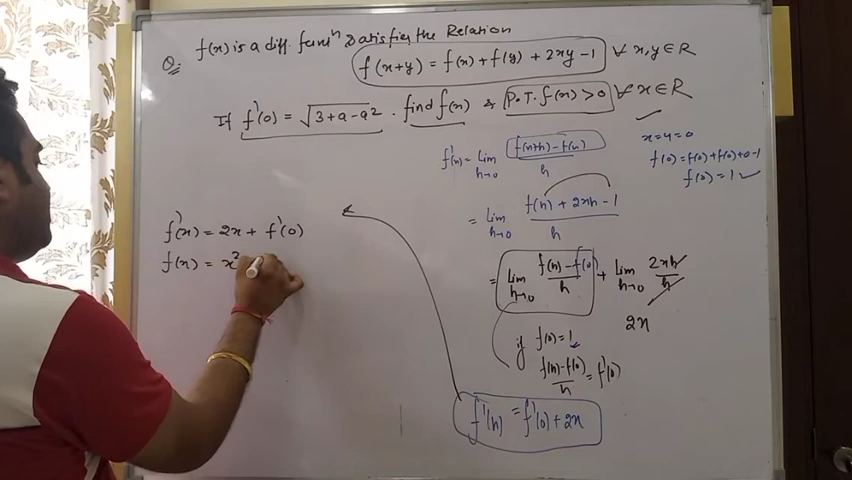 Q. f(x) is a diff. funcⁿ satisfies the Relation
f(x+y) = f(x) + f(y) + 2xy - 1 ∀ x,y ∈ R
If f'(0) = √(3+a-a²) . find f(x) & P.T. f(x) > 0 ∀ x ∈ R
f'(x) = Lim h→0 (f(x+h) - f(x))/h
= Lim h→0 (f(h) + 2xh - 1)/h
= Lim h→0 (f(h) - f(0))/h + Lim h→0 2xh/h
2x
if f(0) = 1
(f(h) - f(0))/h = f'(0)
f'(x) = f'(0) + 2x
x = y = 0
f(0) = f(0) + f(0) + 0 - 1
f(0) = 1 ✓
f'(x) = 2x + f'(0)
f(x) = x²